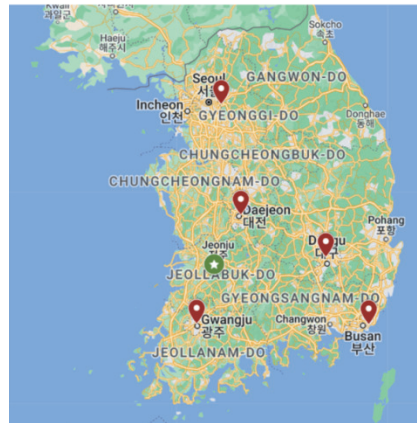 과일군
Haeju
해주시
Sokcho
속초
Seoul
서울
GANGWON-DO
Incheon
인천
GYEONGGI-DO
Donghae
동해
CHUNGCHEONGBUK-DO
CHUNGCHEONGNAM-DO
Daejeon
대전
Pohang
포항
Jeonju
대구
JEOLLABUK-DO
GYEONGSANGNAM-DO
Gwangju
광주
Changwon
창원
Busan
부산
JEOLLANAM-DO